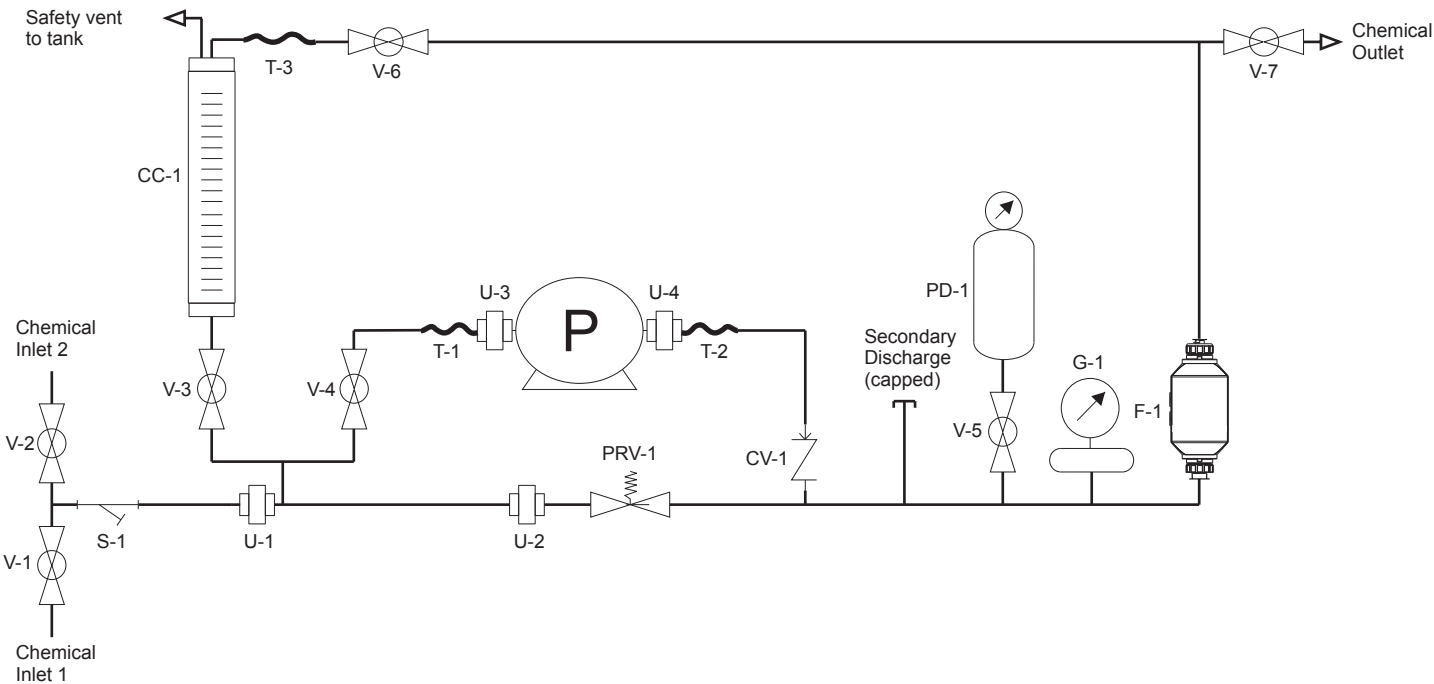 Safety vent
to tank
T-3
V-6
V-7
Chemical
Outlet
CC-1
U-3
P
U-4
T-1
T-2
PD-1
Secondary
Discharge
(capped)
G-1
F-1
Chemical
Inlet 2
V-3
V-4
V-2
V-5
PRV-1
CV-1
S-1
U-1
U-2
V-1
Chemical
Inlet 1